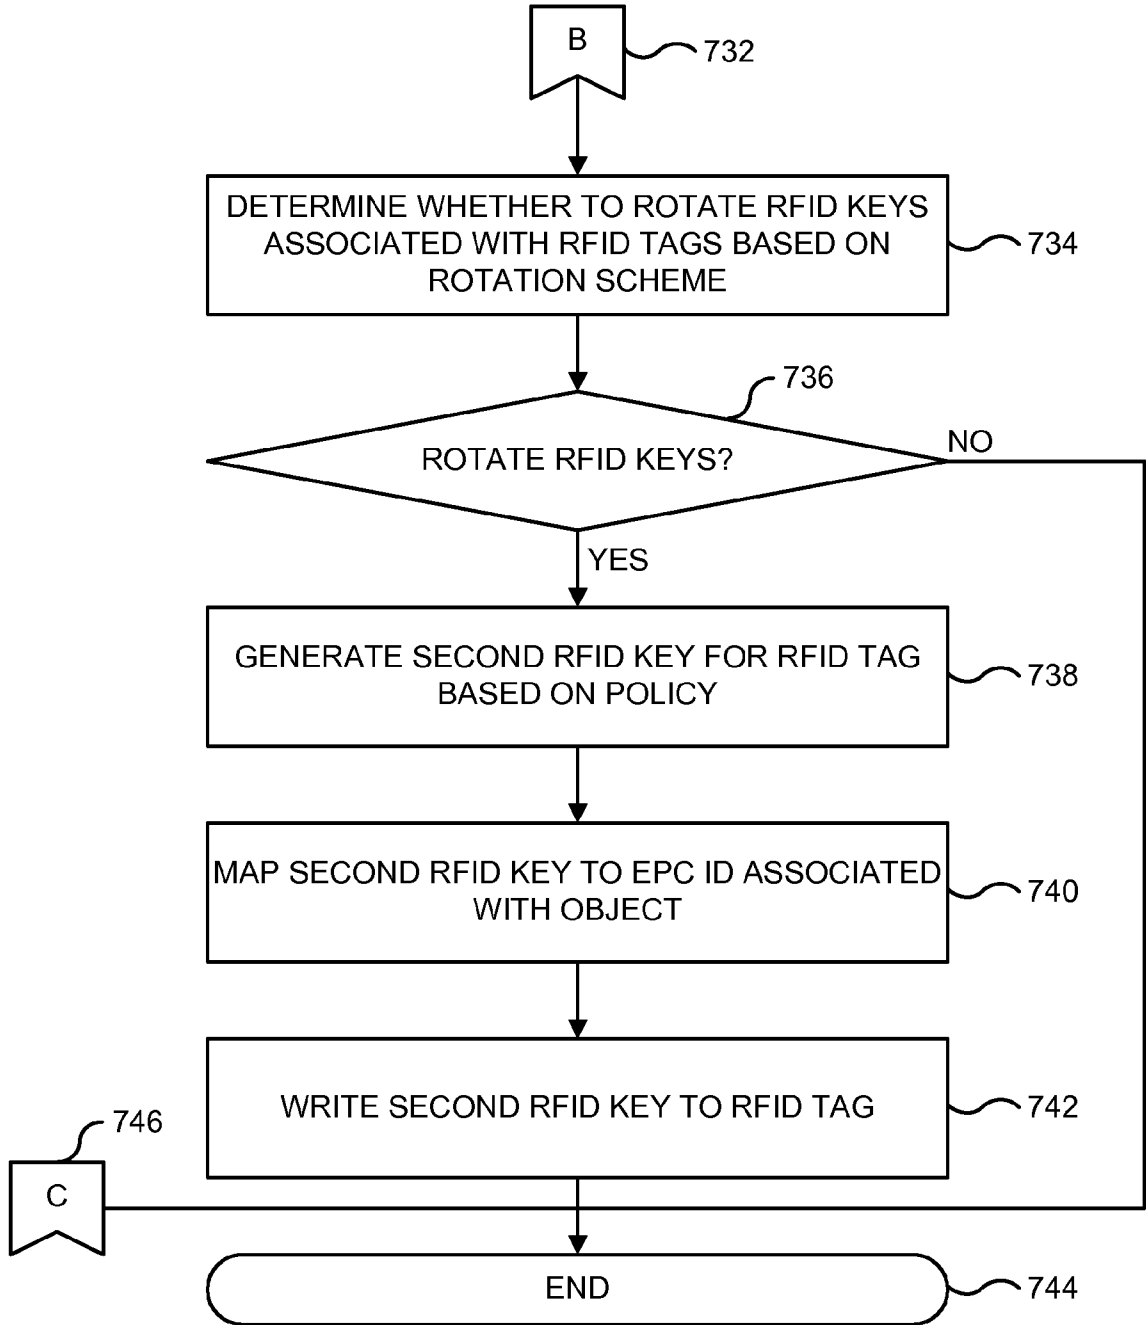 B
732
DETERMINE WHETHER TO ROTATE RFID KEYS
ASSOCIATED WITH RFID TAGS BASED ON
ROTATION SCHEME
734
736
ROTATE RFID KEYS?
NO
YES
GENERATE SECOND RFID KEY FOR RFID TAG
BASED ON POLICY
738
MAP SECOND RFID KEY TO EPC ID ASSOCIATED
WITH OBJECT
740
WRITE SECOND RFID KEY TO RFID TAG
742
746
C
END
744